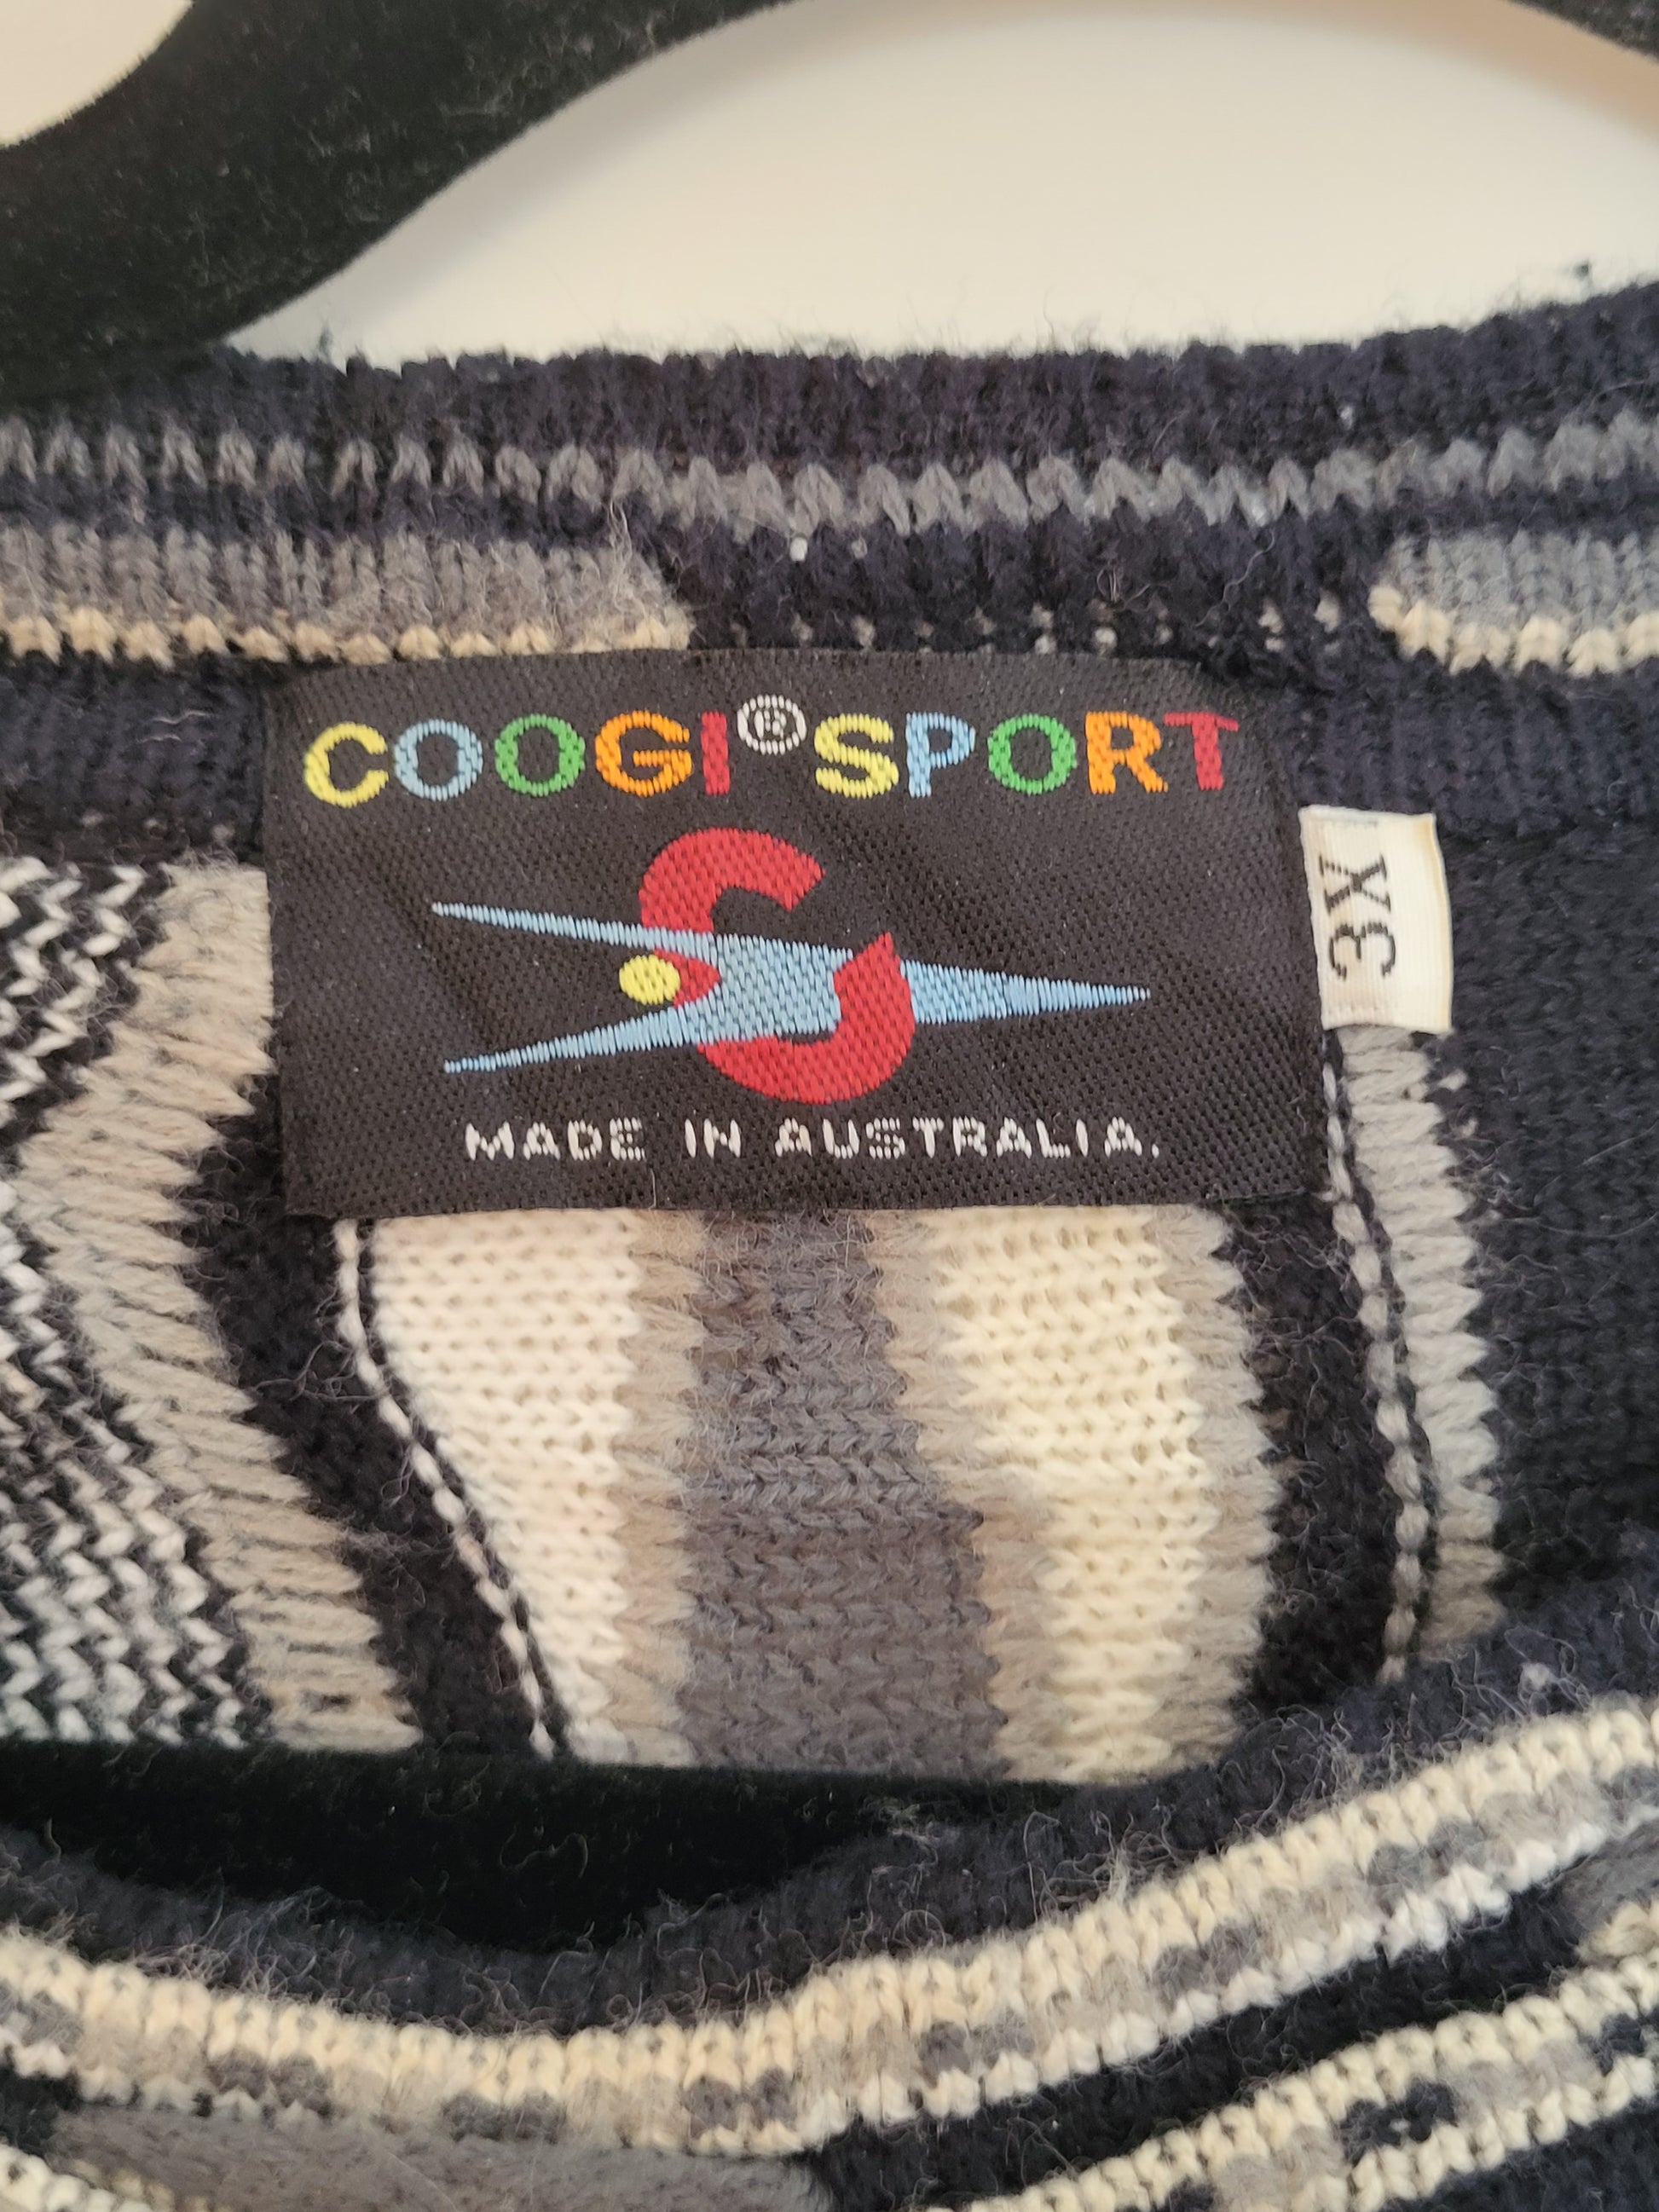 COOGI® SPORT
3X
MADE IN AUSTRALIA.